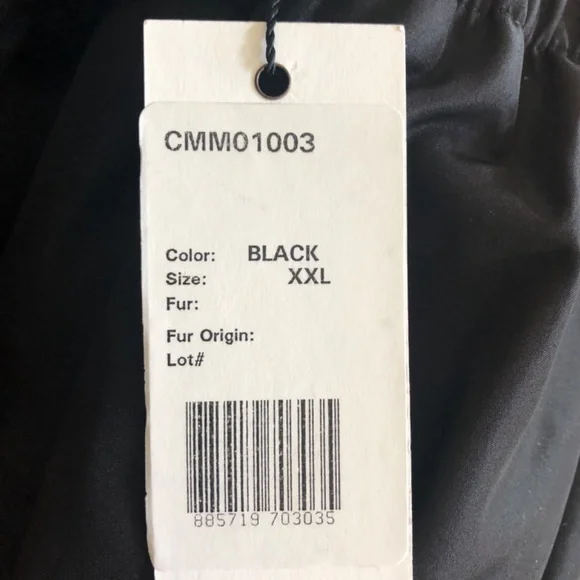 CMM01003
Color: BLACK
Size: XXL
Fur:
Fur Origin:
Lot#
885719 703035